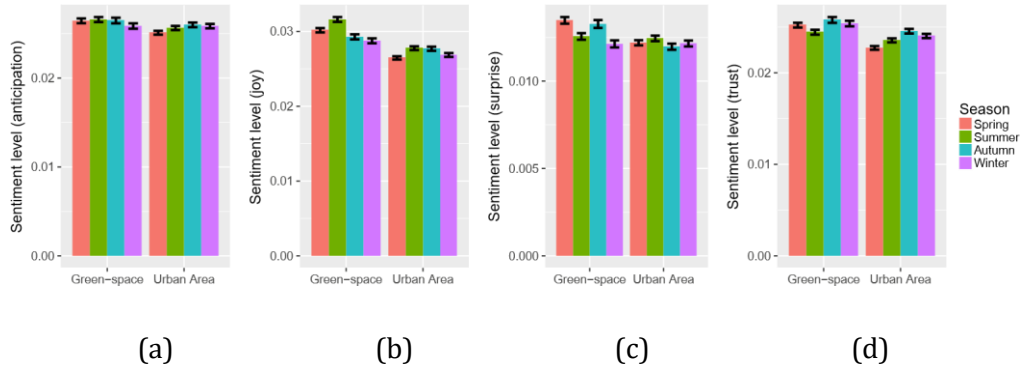 Sentiment level (anticipation)
0.02
0.01
0.00
Green-space
Urban Area
(a)
Sentiment level (joy)
0.03
0.02
0.01
0.00
Green-space
Urban Area
(b)
Sentiment level (surprise)
0.010
0.005
0.000
Green-space
Urban Area
(c)
Sentiment level (trust)
0.02
0.01
0.00
Green-space
Urban Area
(d)
Season
Spring
Summer
Autumn
Winter